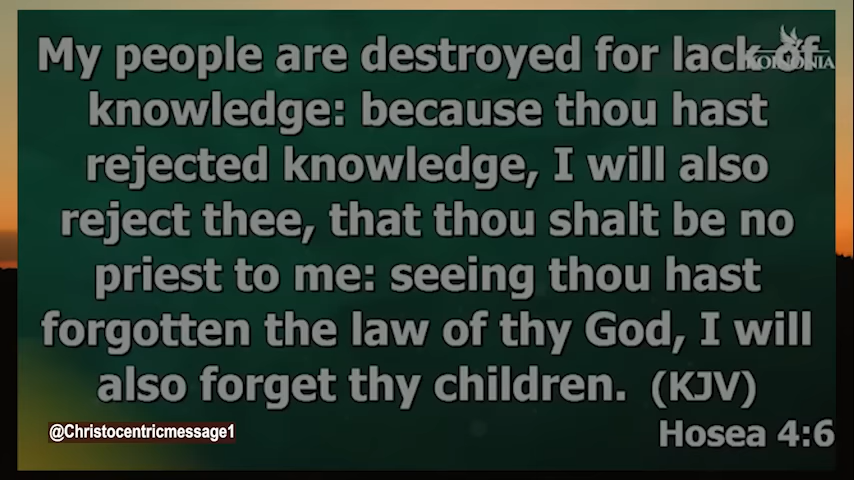 My people are destroyed for lack of
KOINONIA
knowledge: because thou hast
rejected knowledge, I will also
reject thee, that thou shalt be no
priest to me: seeing thou hast
forgotten the law of thy God, I will
also forget thy children. (KJV)
@Christocentricmessage1
Hosea 4:6